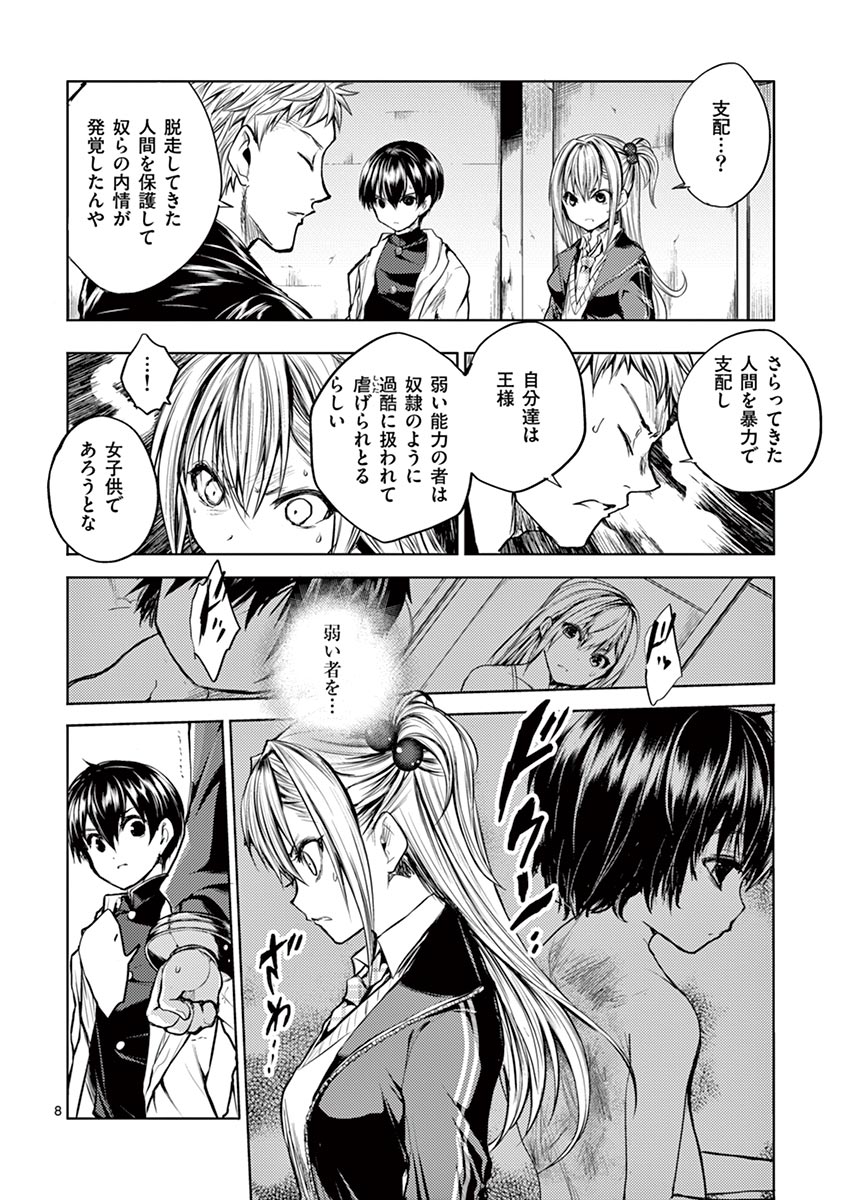 支配…?
脱走してきた
人間を保護して
奴らの内情が
発覚したんや
さらってきた
人間を暴力で
支配し
自分達は
王様
弱い能力の者は
奴隷のように
過酷に扱われて
虐げられとる
らしい
…!
女子供で
あろうとな
ドッ
ドッ
弱い者を…
ドクン…
ざわ…
8